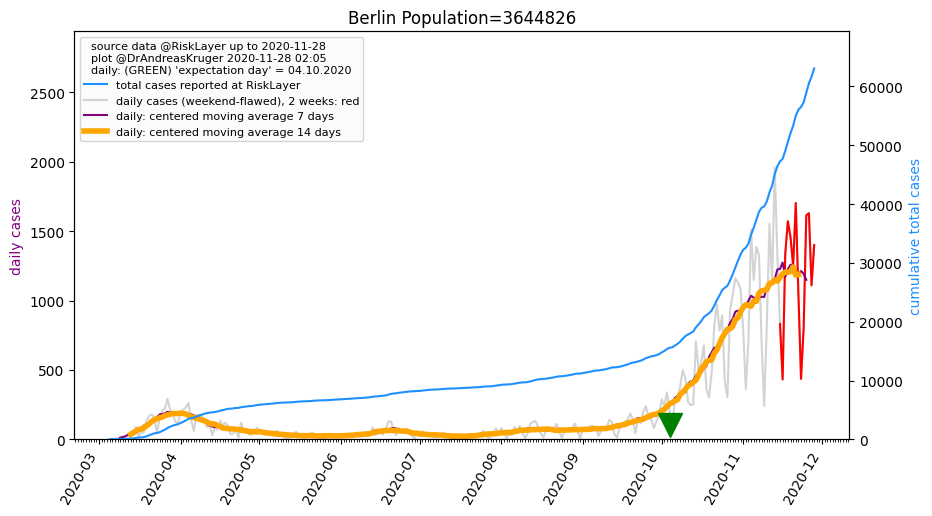 Berlin Population=3644826
source data @RiskLayer up to 2020-11-28
plot @DrAndreasKruger 2020-11-28 02:05
daily: (GREEN) 'expectation day' = 04.10.2020
total cases reported at RiskLayer
daily cases (weekend-flawed), 2 weeks: red
daily: centered moving average 7 days
daily: centered moving average 14 days
daily cases
2500
2000
1500
1000
500
0
60000
50000
40000
30000
20000
10000
0
cumulative total cases
2020-03
2020-04
2020-05
2020-06
2020-07
2020-08
2020-09
2020-10
2020-11
2020-12